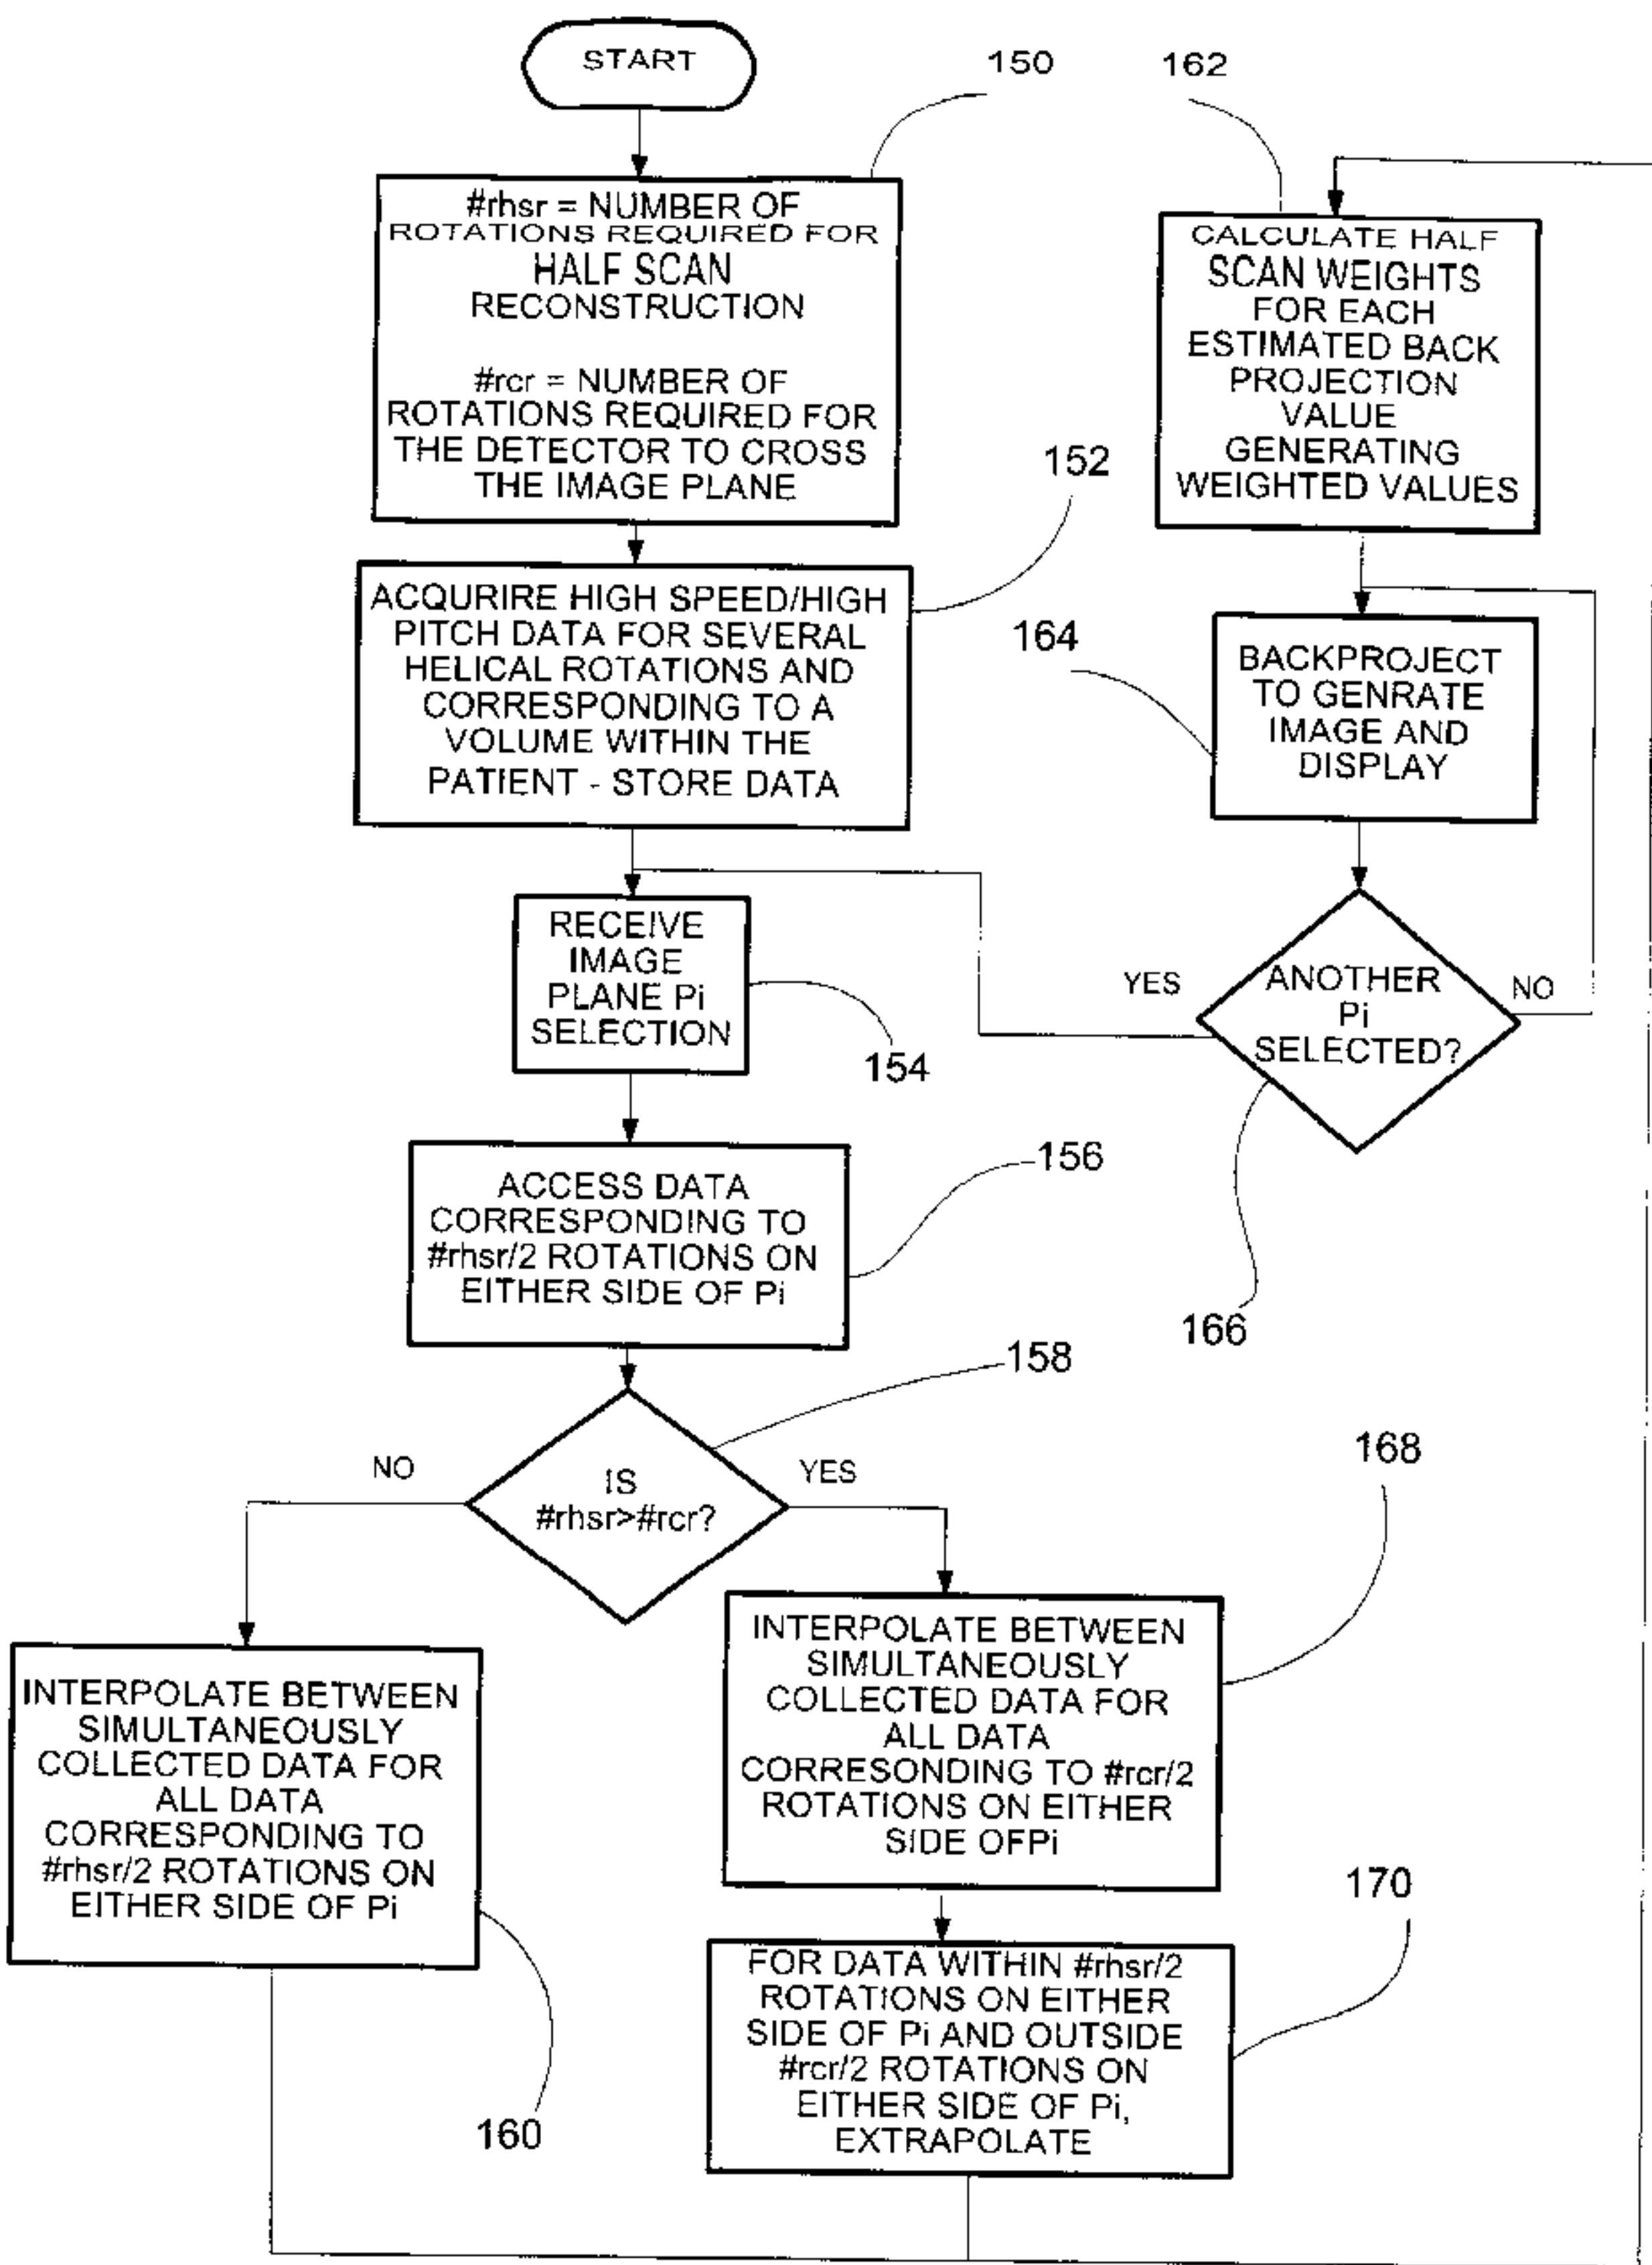 START
150
#rhsr = NUMBER OF
ROTATIONS REQUIRED FOR
HALF SCAN
RECONSTRUCTION
#rcr = NUMBER OF
ROTATIONS REQUIRED FOR
THE DETECTOR TO CROSS
THE IMAGE PLANE
152
ACQURIRE HIGH SPEED/HIGH
PITCH DATA FOR SEVERAL
HELICAL ROTATIONS AND
CORRESPONDING TO A
VOLUME WITHIN THE
PATIENT - STORE DATA
RECEIVE
IMAGE
PLANE Pi
SELECTION
154
ACCESS DATA
CORRESPONDING TO
#rhsr/2 ROTATIONS ON
EITHER SIDE OF Pi
156
158
NO
IS
#rhsr>#rcr?
YES
INTERPOLATE BETWEEN
SIMULTANEOUSLY
COLLECTED DATA FOR
ALL DATA
CORRESPONDING TO
#rhsr/2 ROTATIONS ON
EITHER SIDE OF Pi
160
168
INTERPOLATE BETWEEN
SIMULTANEOUSLY
COLLECTED DATA FOR
ALL DATA
CORRESONDING TO #rcr/2
ROTATIONS ON EITHER
SIDE OFPi
170
FOR DATA WITHIN #rhsr/2
ROTATIONS ON EITHER
SIDE OF Pi AND OUTSIDE
#rcr/2 ROTATIONS ON
EITHER SIDE OF Pi,
EXTRAPOLATE
162
CALCULATE HALF
SCAN WEIGHTS
FOR EACH
ESTIMATED BACK
PROJECTION
VALUE
GENERATING
WEIGHTED VALUES
164
BACKPROJECT
TO GENRATE
IMAGE AND
DISPLAY
YES
ANOTHER
Pi
SELECTED?
NO
166